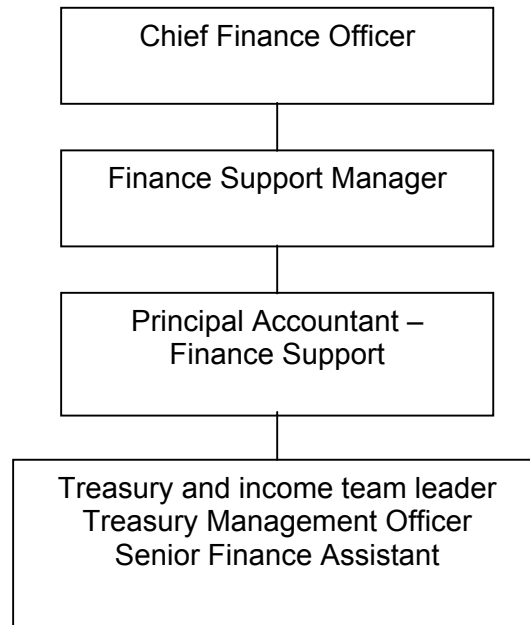 Chief Finance Officer
Finance Support Manager
Principal Accountant –
Finance Support
Treasury and income team leader
Treasury Management Officer
Senior Finance Assistant